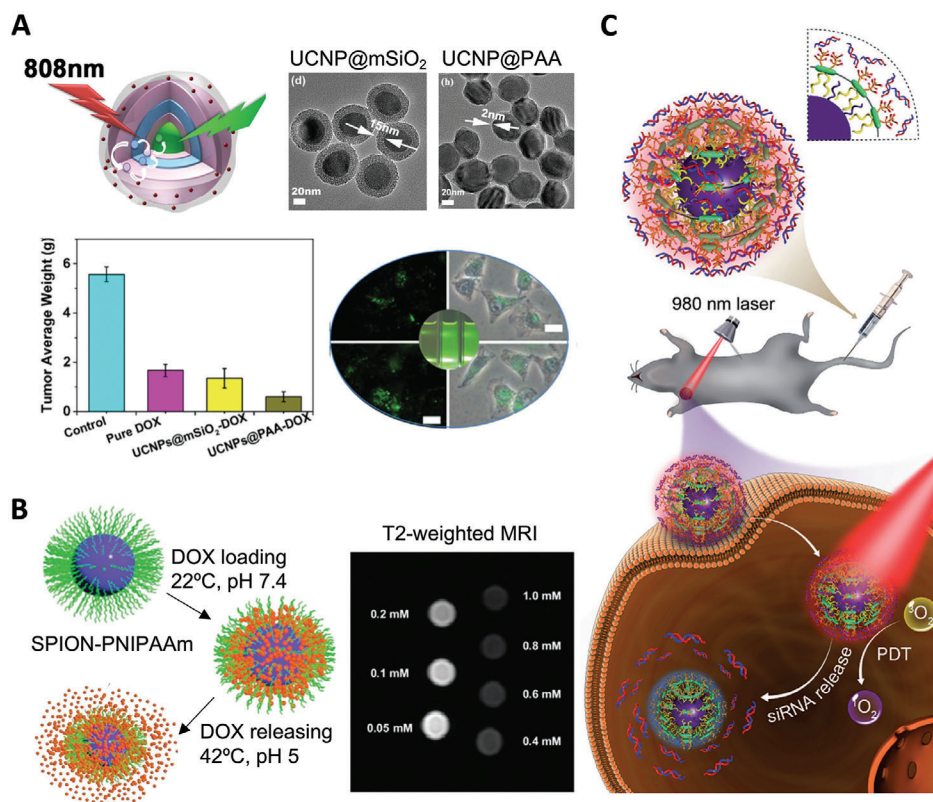 A
808nm
UCNP@mSiO₂
(d)
15nm
20nm
UCNP@PAA
(h)
2nm
20nm
Tumor Average Weight (g)
6
4
2
0
Control
Pure DOX
UCNPs@mSiO₂-DOX
UCNPs@PAA-DOX
B
DOX loading
22ºC, pH 7.4
SPION-PNIPAAm
DOX releasing
42ºC, pH 5
T2-weighted MRI
0.2 mM
0.1 mM
0.05 mM
1.0 mM
0.8 mM
0.6 mM
0.4 mM
C
980 nm laser
³O₂
PDT
¹O₂
siRNA release